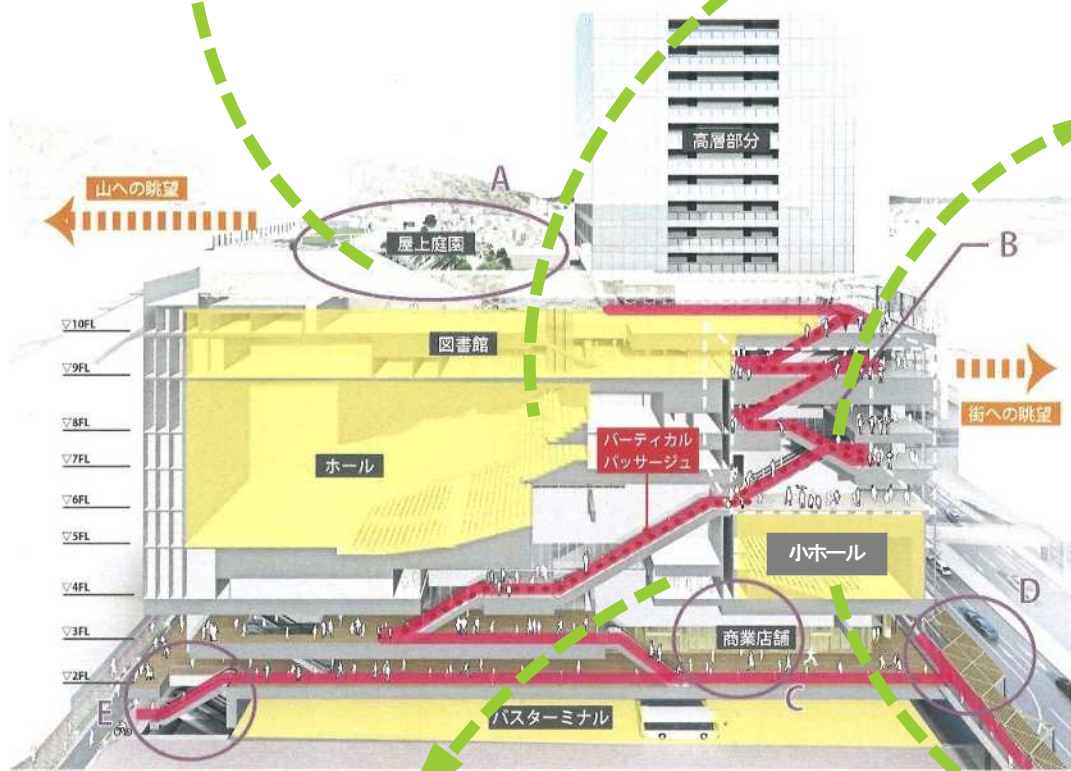 高層部分
A
山への眺望
屋上庭園
B
▽10FL
図書館
▽9FL
街への眺望
▽8FL
バーティカル
パッサージュ
▽7FL
ホール
▽6FL
▽5FL
小ホール
▽4FL
D
▽3FL
商業店舗
▽2FL
C
E
バスターミナル